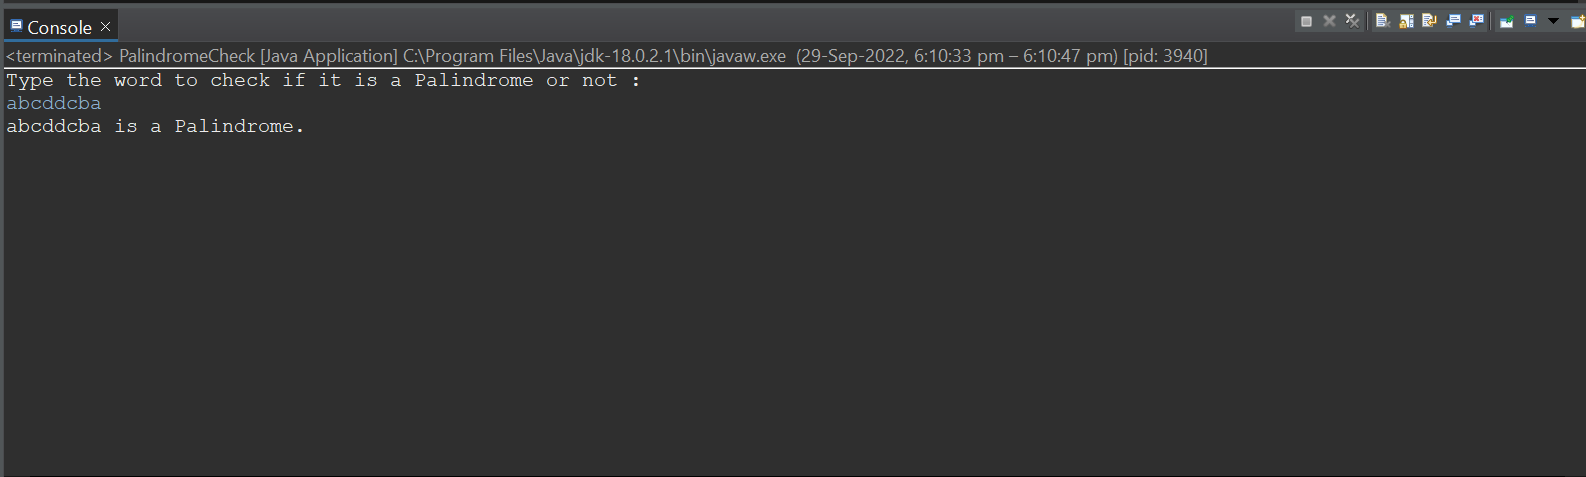 Console
<terminated> PalindromeCheck [Java Application] C:\Program Files\Java\jdk-18.0.2.1\bin\javaw.exe (29-Sep-2022, 6:10:33 pm – 6:10:47 pm) [pid: 3940]
Type the word to check if it is a Palindrome or not :
abcddcba
abcddcba is a Palindrome.